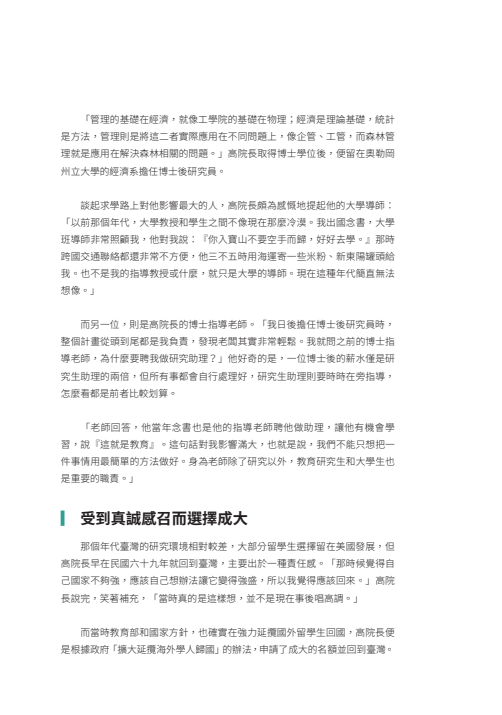 「管理的基礎在經濟，就像工學院的基礎在物理；經濟是理論基礎，統計
是方法，管理則是將這二者實際應用在不同問題上，像企管、工管，而森林管
理就是應用在解決森林相關的問題。」高院長取得博士學位後，便留在奧勒岡
州立大學的經濟系擔任博士後研究員。
談起求學路上對他影響最大的人，高院長頗為感慨地提起他的大學導師：
「以前那個年代，大學教授和學生之間不像現在那麼冷漠。我出國念書，大學
班導師非常照顧我，他對我說：『你入寶山不要空手而歸，好好去學。』那時
跨國交通聯絡都還非常不方便，他三不五時用海運寄一些米粉、新東陽罐頭給
我。也不是我的指導教授或什麼，就只是大學的導師。現在這種年代簡直無法
想像。」
而另一位，則是高院長的博士指導老師。「我日後擔任博士後研究員時，
整個計畫從頭到尾都是我負責，發現老闆其實非常輕鬆。我就問之前的博士指
導老師，為什麼要聘我做研究助理？」他好奇的是，一位博士後的薪水僅是研
究生助理的兩倍，但所有事都會自行處理好，研究生助理則要時時在旁指導，
怎麼看都是前者比較划算。
「老師回答，他當年念書也是他的指導老師聘他做助理，讓他有機會學
習，說『這就是教育』。這句話對我影響滿大，也就是說，我們不能只想把一
件事情用最簡單的方法做好。身為老師除了研究以外，教育研究生和大學生也
是重要的職責。」
受到真誠感召而選擇成大
那個年代臺灣的研究環境相對較差，大部分留學生選擇留在美國發展，但
高院長早在民國六十九年就回到臺灣，主要出於一種責任感。「那時候覺得自
己國家不夠強，應該自己想辦法讓它變得強盛，所以我覺得應該回來。」高院
長說完，笑著補充，「當時真的是這樣想，並不是現在事後唱高調。」
而當時教育部和國家方針，也確實在強力延攬國外留學生回國，高院長便
是根據政府「擴大延攬海外學人歸國」的辦法，申請了成大的名額並回到臺灣。